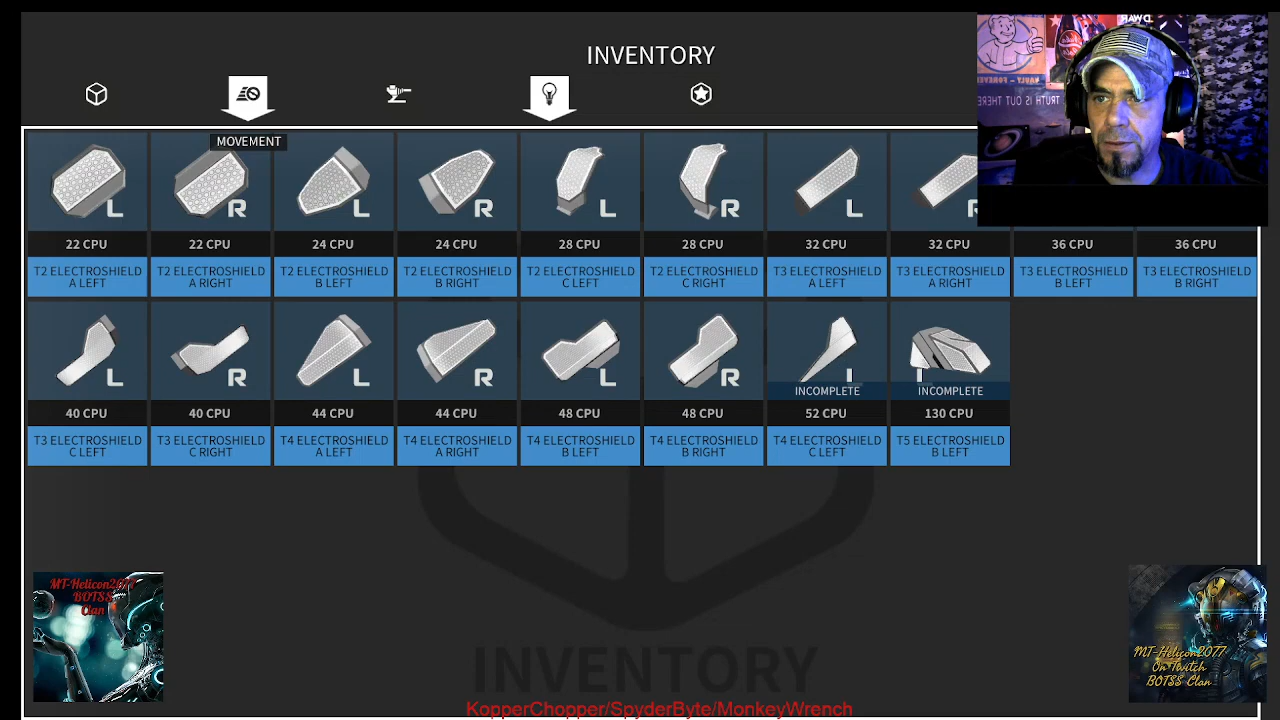 INVENTORY
MOVEMENT
L R L R L R L R
22 CPU 22 CPU 24 CPU 24 CPU 28 CPU 28 CPU 32 CPU 32 CPU 36 CPU 36 CPU
T2 ELECTROSHIELD A LEFT
T2 ELECTROSHIELD A RIGHT
T2 ELECTROSHIELD B LEFT
T2 ELECTROSHIELD B RIGHT
T2 ELECTROSHIELD C LEFT
T2 ELECTROSHIELD C RIGHT
T3 ELECTROSHIELD A LEFT
T3 ELECTROSHIELD A RIGHT
T3 ELECTROSHIELD B LEFT
T3 ELECTROSHIELD B RIGHT
L R L R L R L L
INCOMPLETE INCOMPLETE
40 CPU 40 CPU 44 CPU 44 CPU 48 CPU 48 CPU 52 CPU 130 CPU
T3 ELECTROSHIELD C LEFT
T3 ELECTROSHIELD C RIGHT
T4 ELECTROSHIELD A LEFT
T4 ELECTROSHIELD A RIGHT
T4 ELECTROSHIELD B LEFT
T4 ELECTROSHIELD B RIGHT
T4 ELECTROSHIELD C LEFT
T5 ELECTROSHIELD B LEFT
MT-Helicon2077
BOTSS
Clan
MT-Helicon2077
On Twitch
BOTSS Clan
INVENTORY
KopperChopper/SpyderByte/MonkeyWrench
TRUTH IS OUT THERE